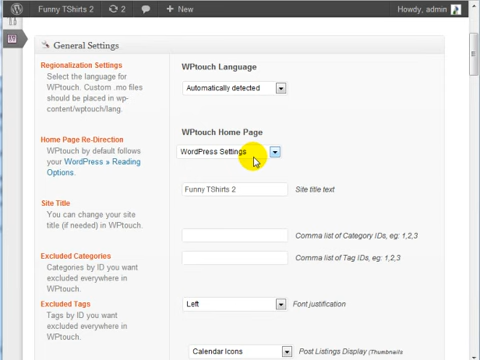 Funny TShirts 2 2 + New Howdy, admin
General Settings
Regionalization Settings
Select the language for
WPtouch. Custom .mo files
should be placed in wp-
content/wptouch/lang.
WPtouch Language
Automatically detected
Home Page Re-Direction
WPtouch by default follows
your WordPress » Reading
Options.
WPtouch Home Page
WordPress Settings
Site Title
You can change your site
title (if needed) in WPtouch.
Funny TShirts 2 Site title text
Excluded Categories
Categories by ID you want
excluded everywhere in
WPtouch.
Comma list of Category IDs, eg: 1,2,3
Comma list of Tag IDs, eg: 1,2,3
Excluded Tags
Tags by ID you want
excluded everywhere in
WPtouch.
Left Font justification
Calendar Icons Post Listings Display (Thumbnails